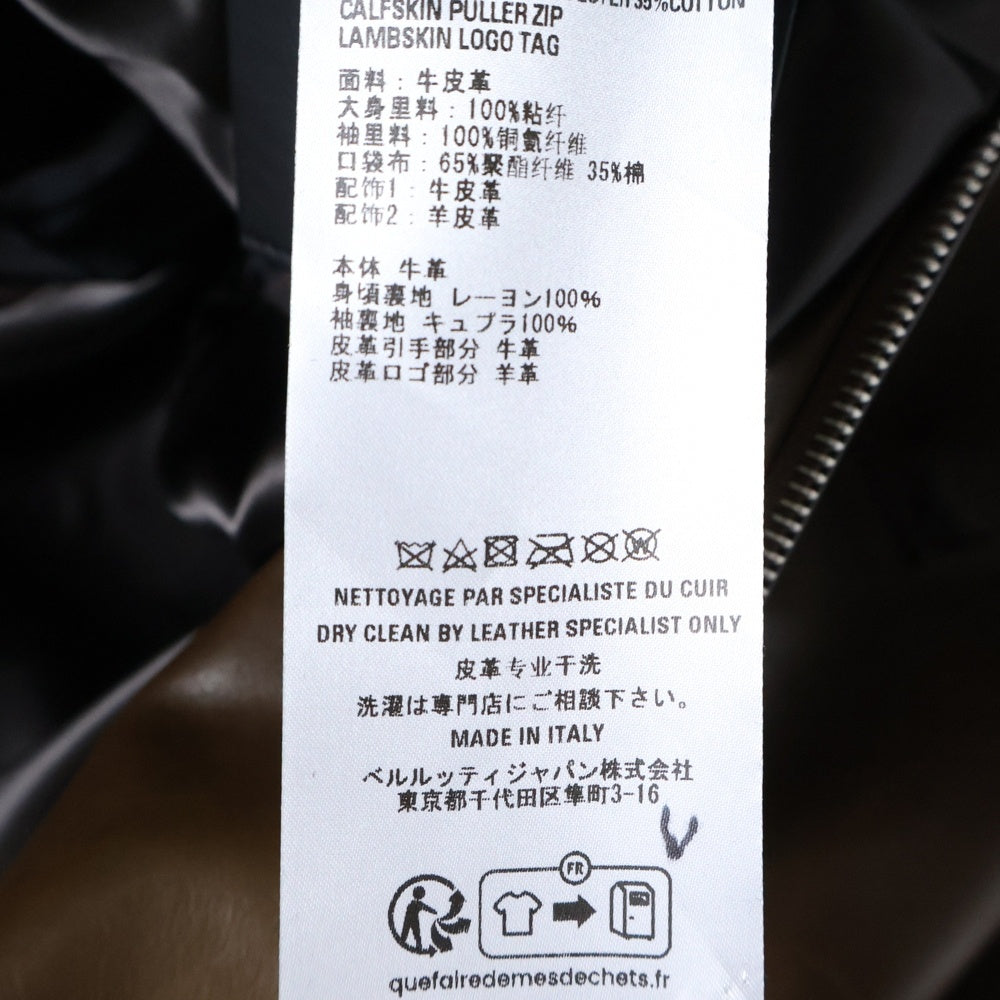 35%COTTON
CALFSKIN PULLER ZIP
LAMBSKIN LOGO TAG
面料：牛皮革
大身里料：100%粘纤
袖里料：100%铜氨纤维
口袋布：65%聚酯纤维 35%棉
配饰1：牛皮革
配饰2：羊皮革
本体 牛革
身頃裏地 レーヨン100%
袖裏地 キュプラ100%
皮革引手部分 牛革
皮革ロゴ部分 羊革
W
NETTOYAGE PAR SPECIALISTE DU CUIR
DRY CLEAN BY LEATHER SPECIALIST ONLY
皮革专业干洗
洗濯は専門店にご相談下さい。
MADE IN ITALY
ベルルッティジャパン株式会社
東京都千代田区隼町3-16
FR
quefairedemesdechets.fr